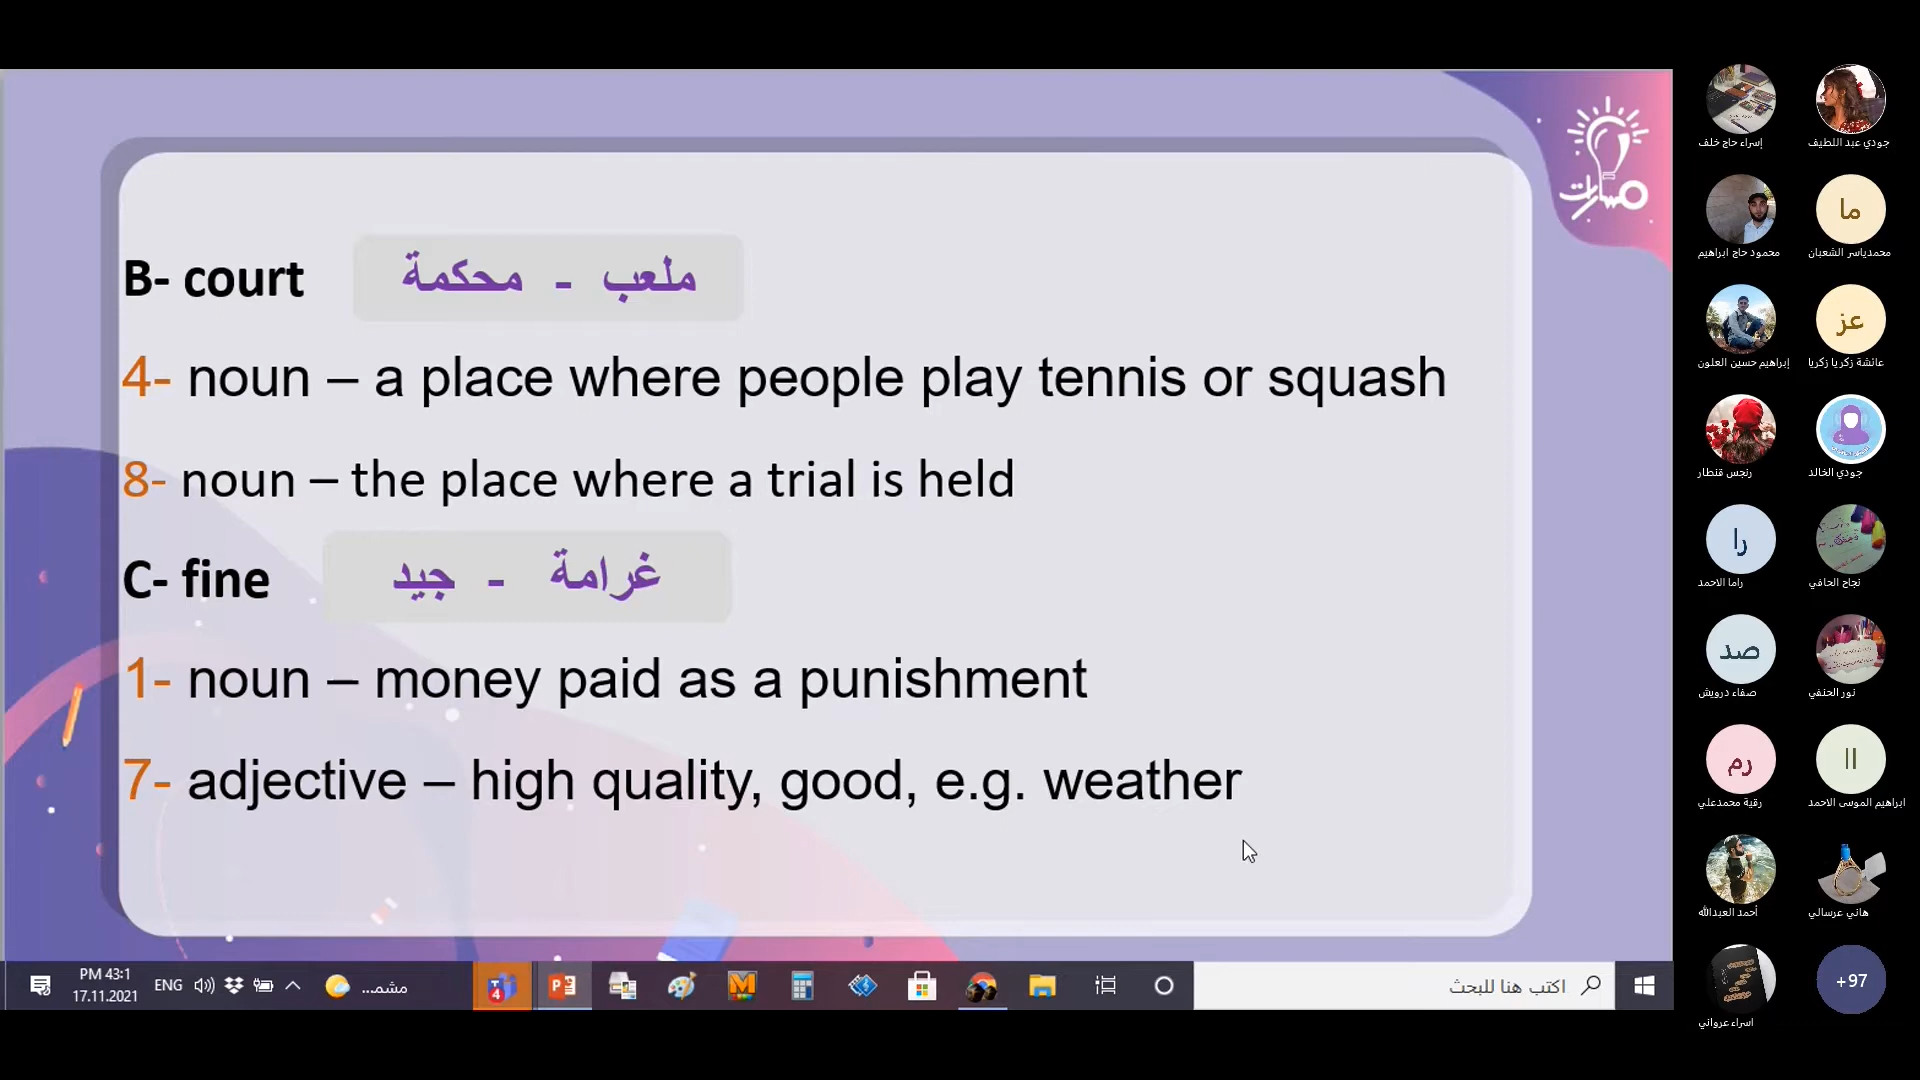 مسارات
B- court ملعب - محكمة
4- noun – a place where people play tennis or squash
8- noun – the place where a trial is held
C- fine غرامة - جيد
1- noun – money paid as a punishment
7- adjective – high quality, good, e.g. weather
إسراء حاج خلف
جودي عبد اللطيف
محمود حاج ابراهيم
ما
محمدياسر الشعبان
إبراهيم حسين العلون
عز
عائشة زكريا زكريا
نرجس قنطار
جودي الخالد
را
راما الاحمد
نجاح الحافي
صد
صفاء درويش
نور الحنفي
رم
رقية محمدعلي
اا
ابراهيم الموسى الاحمد
أحمد العبدالله
هاني عرسالي
اسراء عرواني
+97
PM 43:1
17.11.2021
ENG
مشمـ...
اكتب هنا للبحث